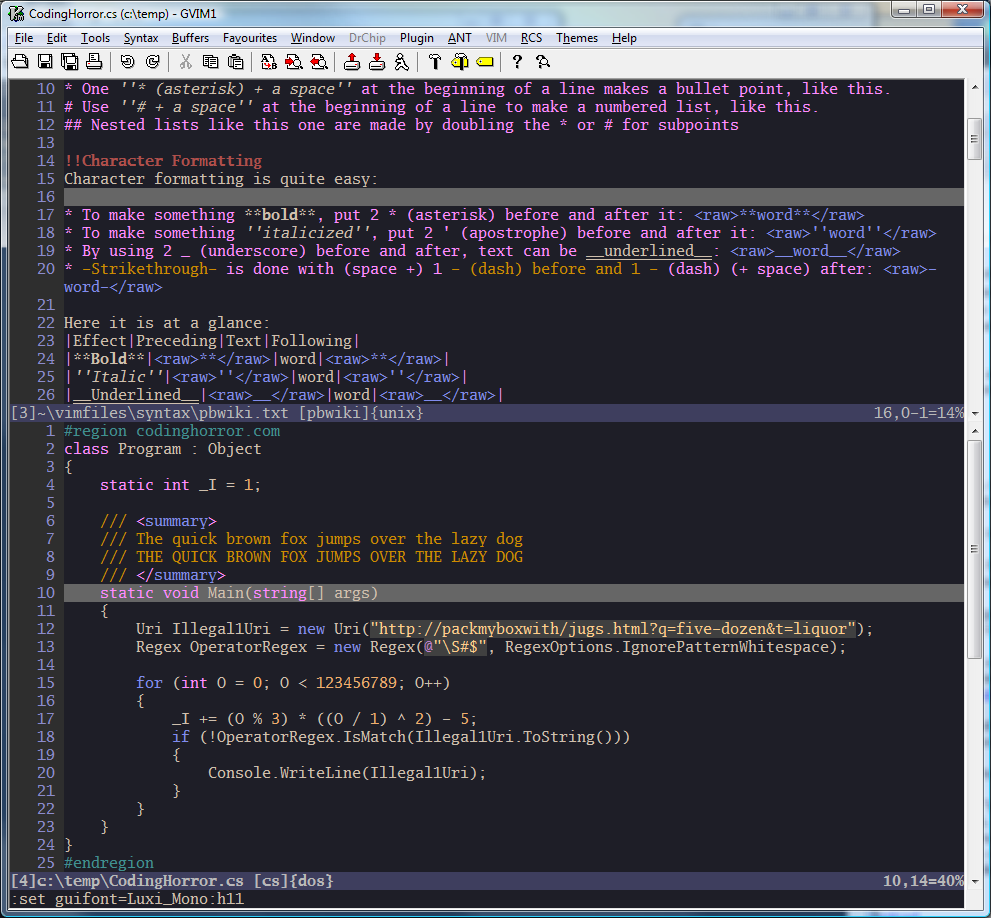 CodingHorror.cs (c:\temp) - GVIM1
File Edit Tools Syntax Buffers Favourites Window DrChip Plugin ANT VIM RCS Themes Help
10 * One ''* (asterisk) + a space'' at the beginning of a line makes a bullet point, like this.
11 # Use ''# + a space'' at the beginning of a line to make a numbered list, like this.
12 ## Nested lists like this one are made by doubling the * or # for subpoints
13
14 !!Character Formatting
15 Character formatting is quite easy:
16
17 * To make something **bold**, put 2 * (asterisk) before and after it: <raw>**word**</raw>
18 * To make something ''italicized'', put 2 ' (apostrophe) before and after it: <raw>''word''</raw>
19 * By using 2 _ (underscore) before and after, text can be __underlined__: <raw>__word__</raw>
20 * -Strikethrough- is done with (space +) 1 - (dash) before and 1 - (dash) (+ space) after: <raw>-
word-</raw>
21
22 Here it is at a glance:
23 |Effect|Preceding|Text|Following|
24 |**Bold**|<raw>**</raw>|word|<raw>**</raw>|
25 |''Italic''|<raw>''</raw>|word|<raw>''</raw>|
26 |__Underlined__|<raw>__</raw>|word|<raw>__</raw>|
[3]~\vimfiles\syntax\pbwiki.txt [pbwiki]{unix} 16,0-1=14%
1 #region codinghorror.com
2 class Program : Object
3 {
4     static int _I = 1;
5
6     /// <summary>
7     /// The quick brown fox jumps over the lazy dog
8     /// THE QUICK BROWN FOX JUMPS OVER THE LAZY DOG
9     /// </summary>
10     static void Main(string[] args)
11     {
12         Uri Illegal1Uri = new Uri("http://packmyboxwith/jugs.html?q=five-dozen&t=liquor");
13         Regex OperatorRegex = new Regex(@"\S#$", RegexOptions.IgnorePatternWhitespace);
14
15         for (int O = 0; O < 123456789; O++)
16         {
17             _I += (O % 3) * ((O / 1) ^ 2) - 5;
18             if (!OperatorRegex.IsMatch(Illegal1Uri.ToString()))
19             {
20                 Console.WriteLine(Illegal1Uri);
21             }
22         }
23     }
24 }
25 #endregion
[4]c:\temp\CodingHorror.cs [cs]{dos} 10,14=40%
:set guifont=Luxi_Mono:h11